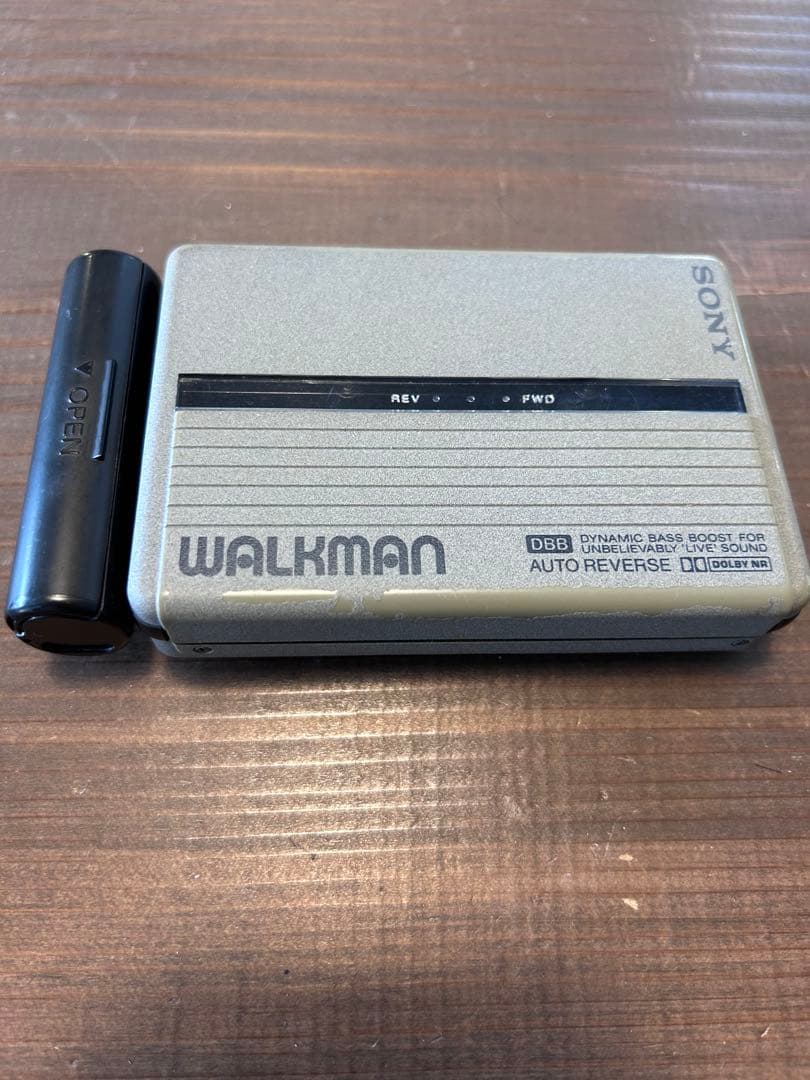 SONY
▼ OPEN
REV FWD
WALKMAN
DBB DYNAMIC BASS BOOST FOR
UNBELIEVABLY 'LIVE' SOUND
AUTO REVERSE DOLBY NR